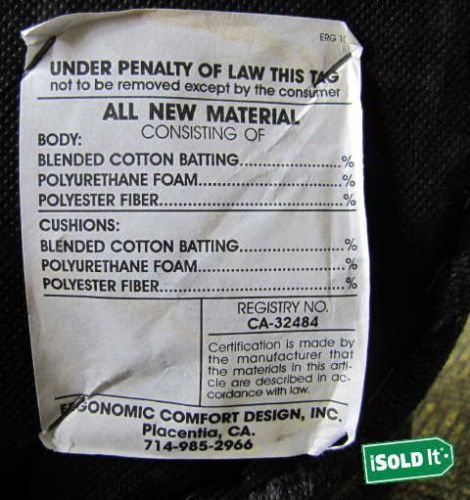 ERG
UNDER PENALTY OF LAW THIS TAG
not to be removed except by the consumer
ALL NEW MATERIAL
CONSISTING OF
BODY:
BLENDED COTTON BATTING....................%
POLYURETHANE FOAM............................%
POLYESTER FIBER...................................%
CUSHIONS:
BLENDED COTTON BATTING....................%
POLYURETHANE FOAM............................%
POLYESTER FIBER...................................%
REGISTRY NO.
CA-32484
Certification is made by
the manufacturer that
the materials in this arti-
cle are described in ac-
cordance with law.
ERGONOMIC COMFORT DESIGN, INC.
Placentia, CA.
714-985-2966
iSOLD It